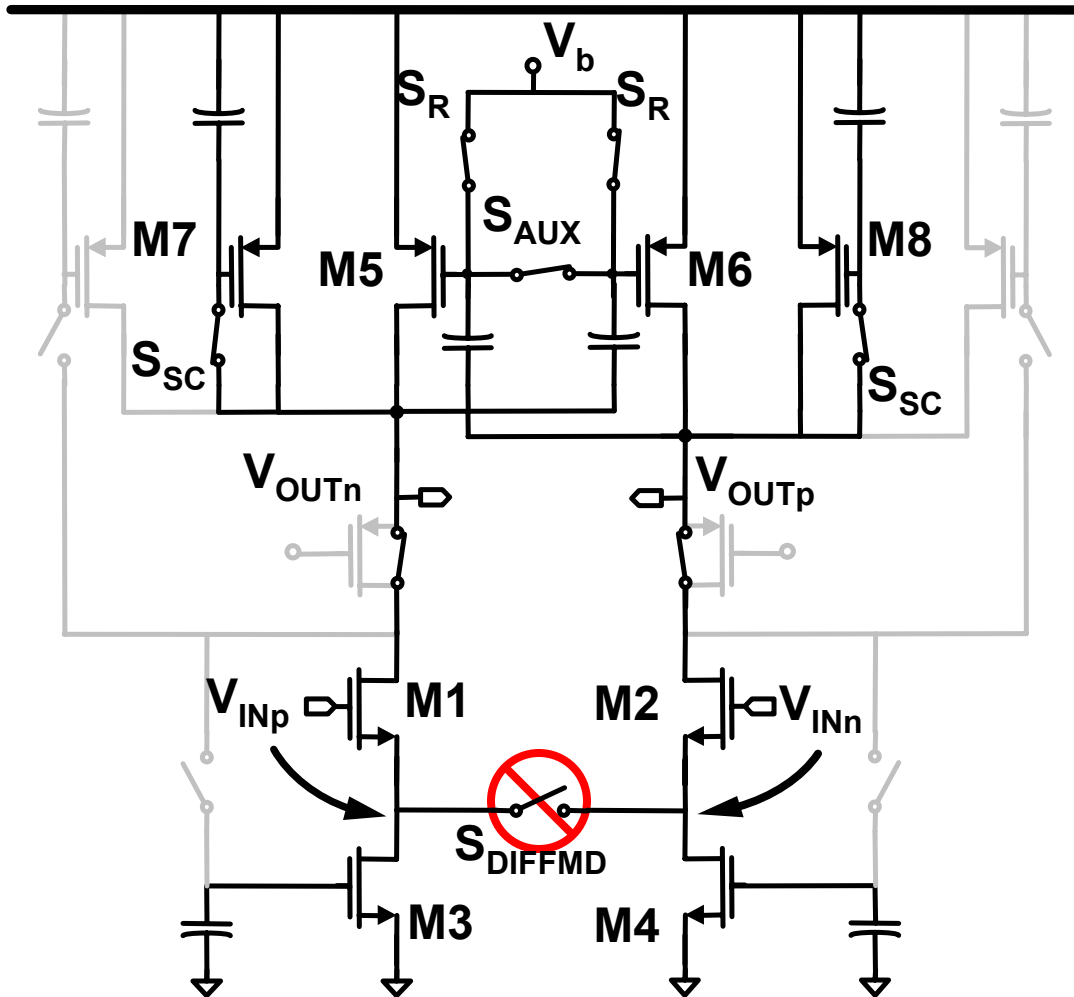 V_b
S_R
S_R
S_AUX
M7
M8
M5
M6
S_SC
S_SC
V_OUTn
V_OUTp
M1
M2
V_INp
V_INn
S_DIFFMD
M3
M4